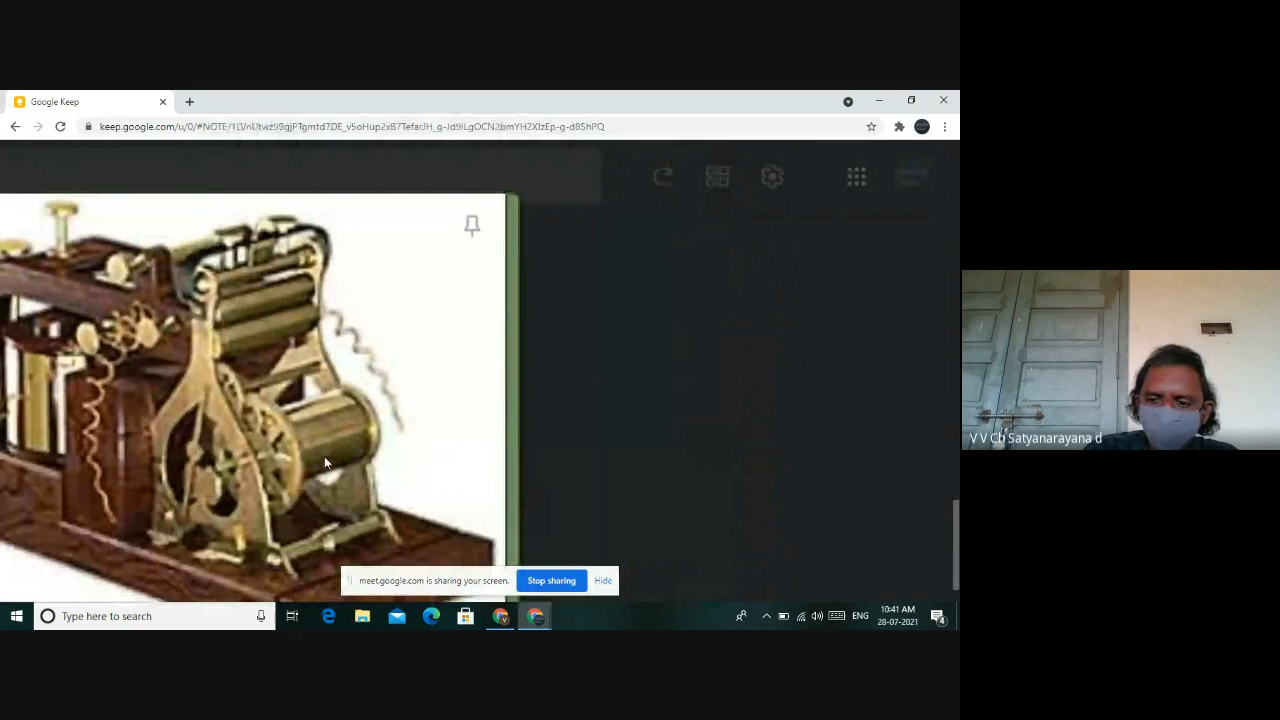 Google Keep
meet.google.com is sharing your screen.
Stop sharing
Hide
V V Ch Satyanarayana d
Type here to search
ENG
10:41 AM
28-07-2021
4